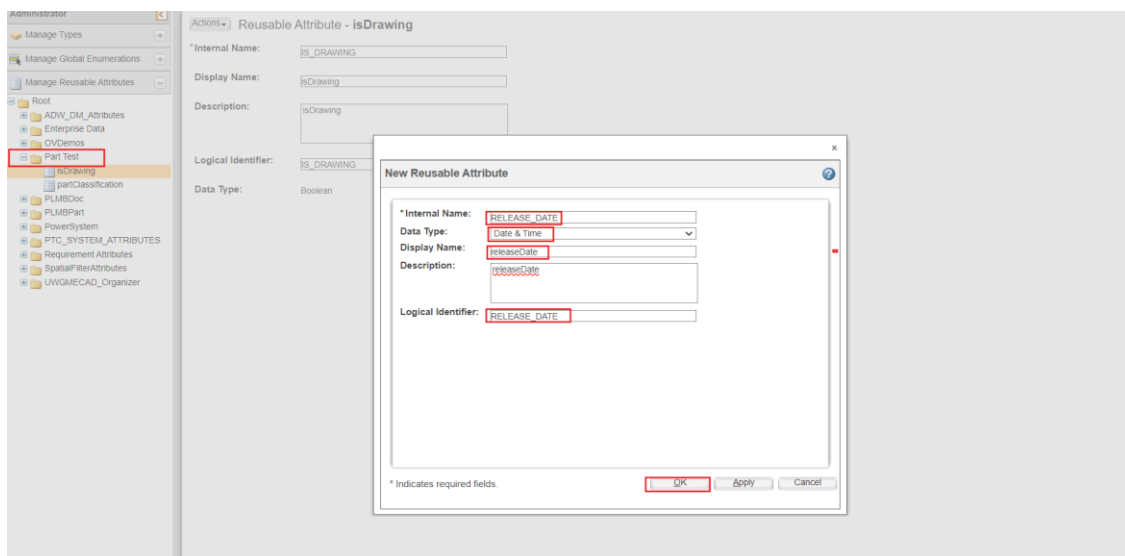 Administrator
Manage Types
Manage Global Enumerations
Manage Reusable Attributes
Root
ADW_DM_Attributes
Enterprise Data
OVDemos
Part Test
isDrawing
partClassification
PLMBDoc
PLMBPart
PowerSystem
PTC_SYSTEM_ATTRIBUTES
Requirement Attributes
SpatialFilterAttributes
UWGMECAD_Organizer
Actions Reusable Attribute - isDrawing
*Internal Name: IS_DRAWING
Display Name: isDrawing
Description: isDrawing
Logical Identifier: IS_DRAWING
Data Type: Boolean
x
New Reusable Attribute ?
*Internal Name: RELEASE_DATE
Data Type: Date & Time
Display Name: releaseDate
Description: releaseDate
Logical Identifier: RELEASE_DATE
* Indicates required fields. OK Apply Cancel